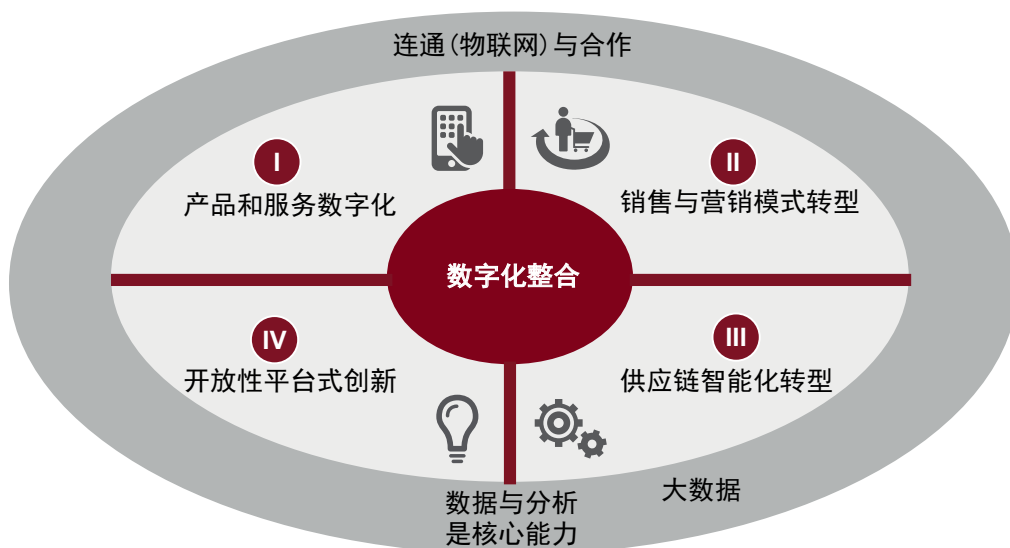 连通(物联网)与合作
I
产品和服务数字化
II
销售与营销模式转型
数字化整合
IV
开放性平台式创新
III
供应链智能化转型
数据与分析
是核心能力
大数据